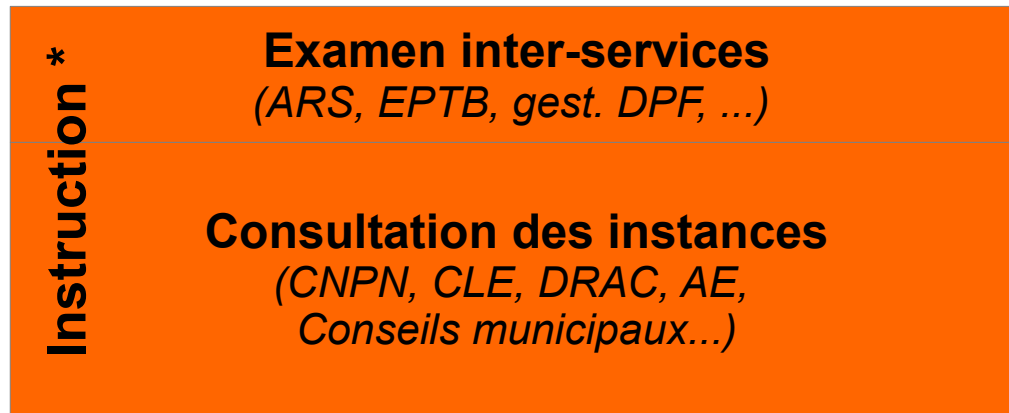 Instruction *
Examen inter-services
(ARS, EPTB, gest. DPF, ...)
Consultation des instances
(CNPN, CLE, DRAC, AE,
Conseils municipaux...)